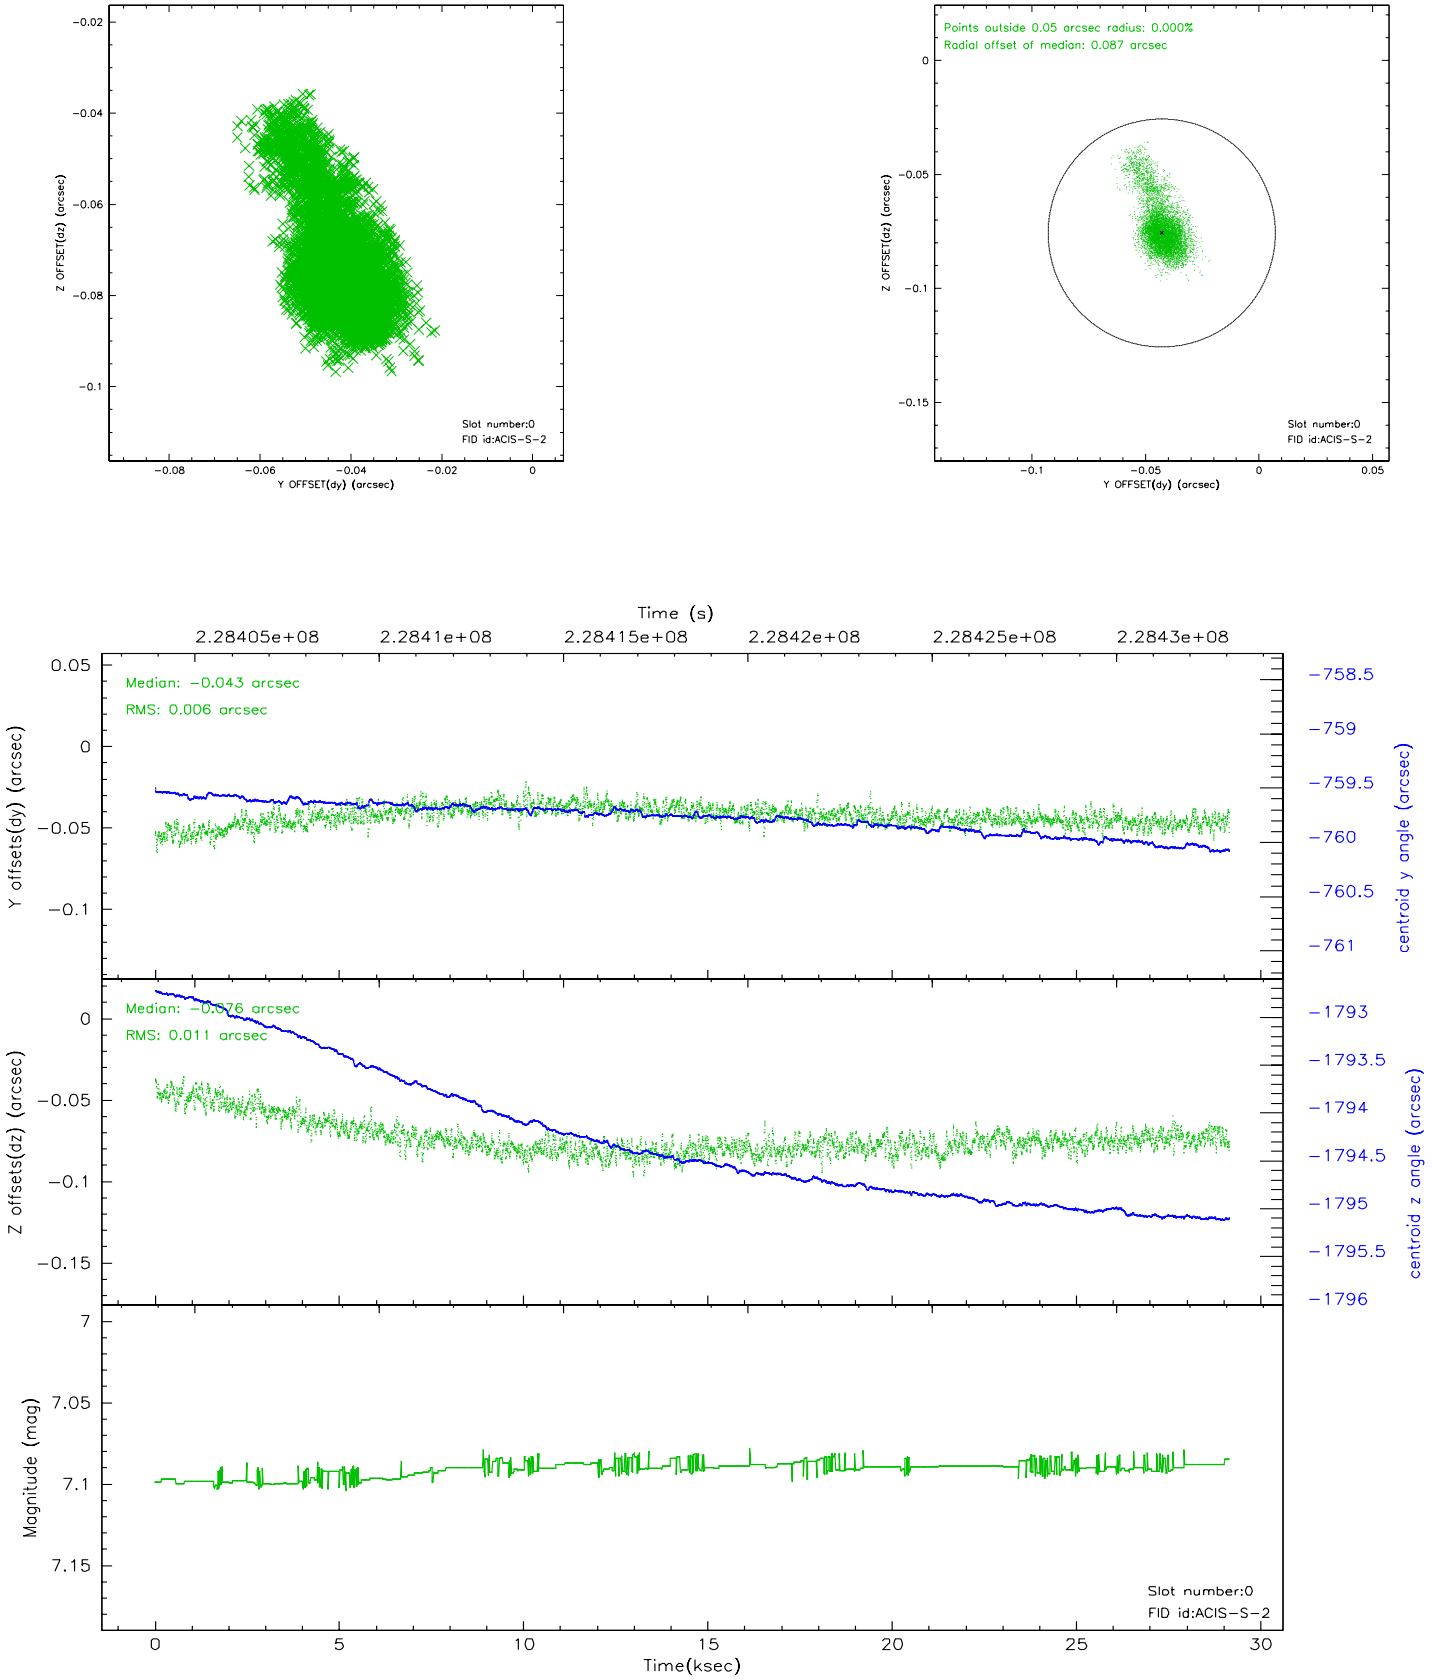 −0.02
−0.04
−0.06
−0.08
−0.1
Z OFFSET(dz) (arcsec)
Slot number:0
FID id:ACIS−S−2
−0.08
−0.06
−0.04
−0.02
0
Y OFFSET(dy) (arcsec)
Points outside 0.05 arcsec radius: 0.000%
Radial offset of median: 0.087 arcsec
0
−0.05
−0.1
−0.15
Z OFFSET(dz) (arcsec)
Slot number:0
FID id:ACIS−S−2
−0.1
−0.05
0
0.05
Y OFFSET(dy) (arcsec)
Time (s)
2.28405e+08
2.2841e+08
2.28415e+08
2.2842e+08
2.28425e+08
2.2843e+08
0.05
0
−0.05
−0.1
Y offsets(dy) (arcsec)
Median: −0.043 arcsec
RMS: 0.006 arcsec
−758.5
−759
−759.5
−760
−760.5
−761
centroid y angle (arcsec)
0
−0.05
−0.1
−0.15
Z offsets(dz) (arcsec)
Median: −0.076 arcsec
RMS: 0.011 arcsec
−1793
−1793.5
−1794
−1794.5
−1795
−1795.5
−1796
centroid z angle (arcsec)
7
7.05
7.1
7.15
Magnitude (mag)
Slot number:0
FID id:ACIS−S−2
0
5
10
15
20
25
30
Time(ksec)